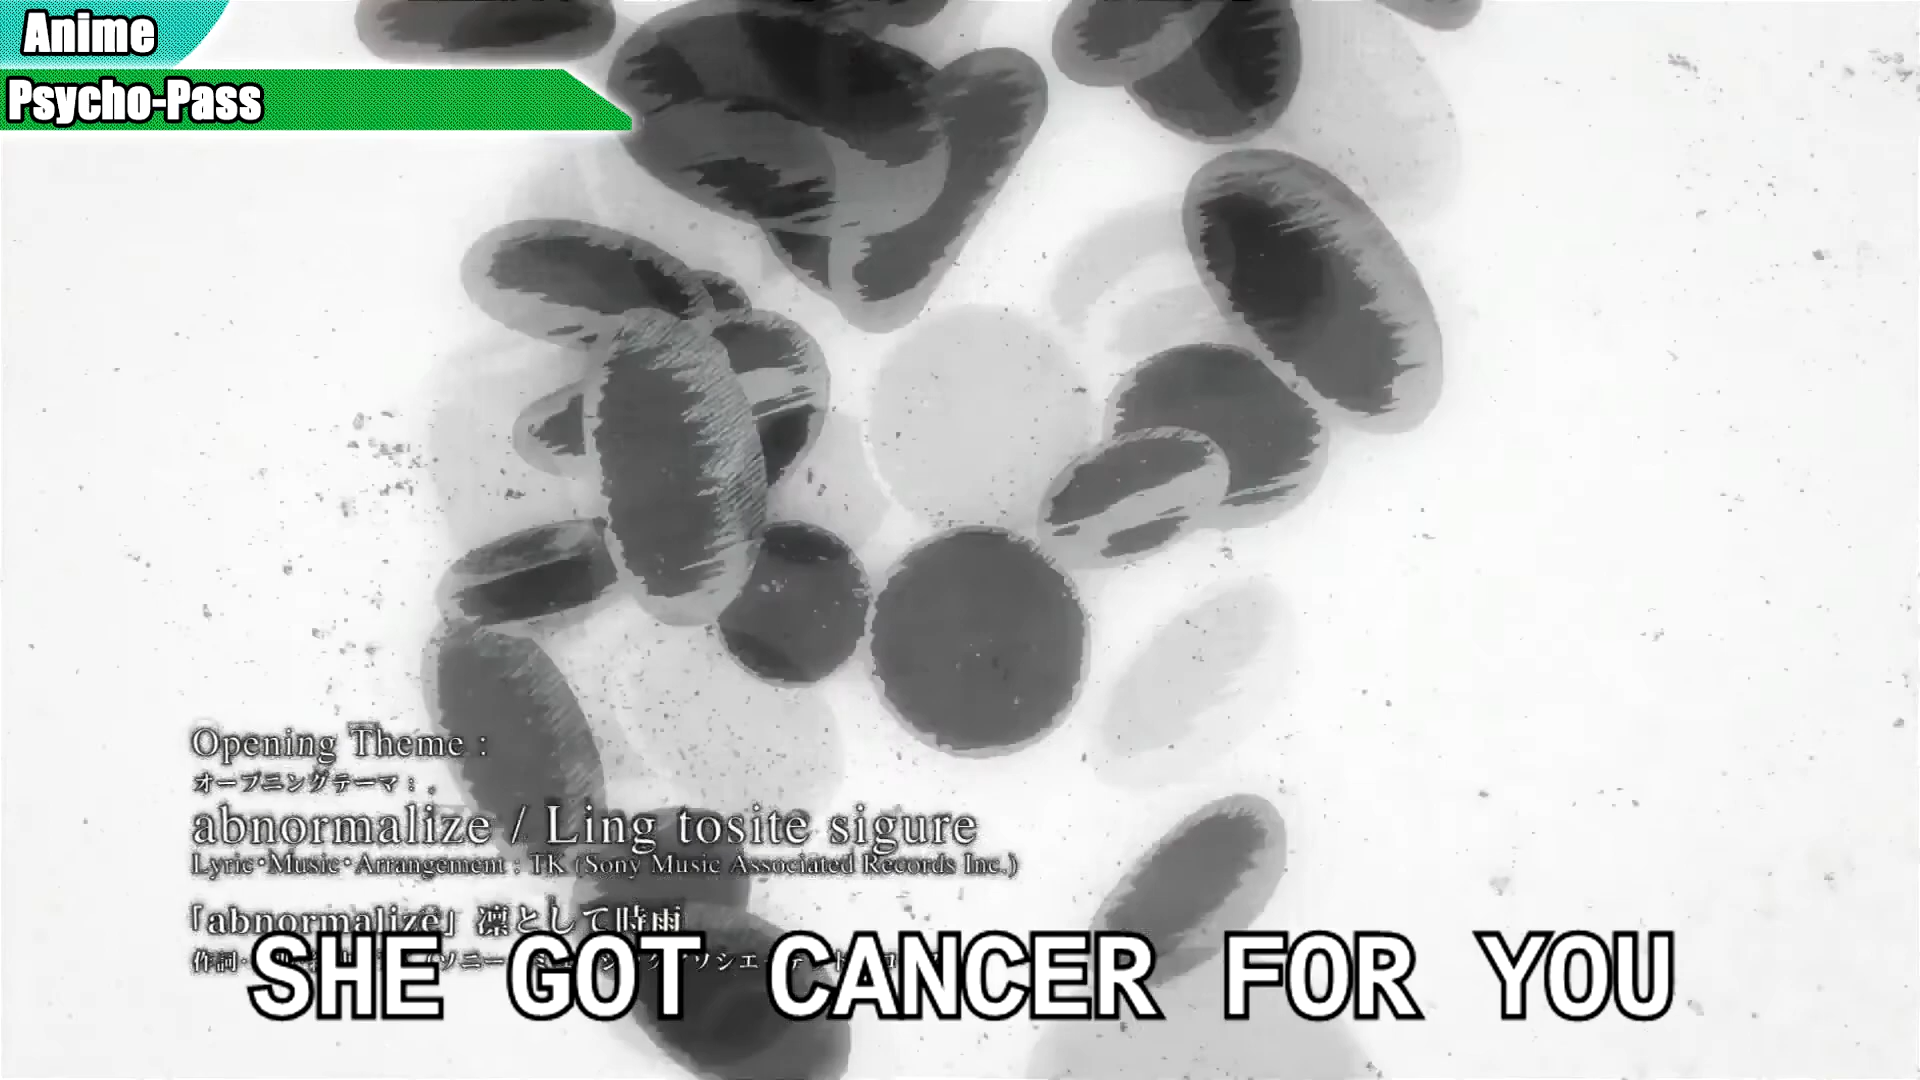 Anime
Psycho-Pass
Opening Theme :
オープニングテーマ：
abnormalize / Ling tosite sigure
Lyric・Music・Arrangement : TK (Sony Music Associated Records Inc.)
「abnormalize」 凛として時雨
作詞・
SHE GOT CANCER FOR YOU